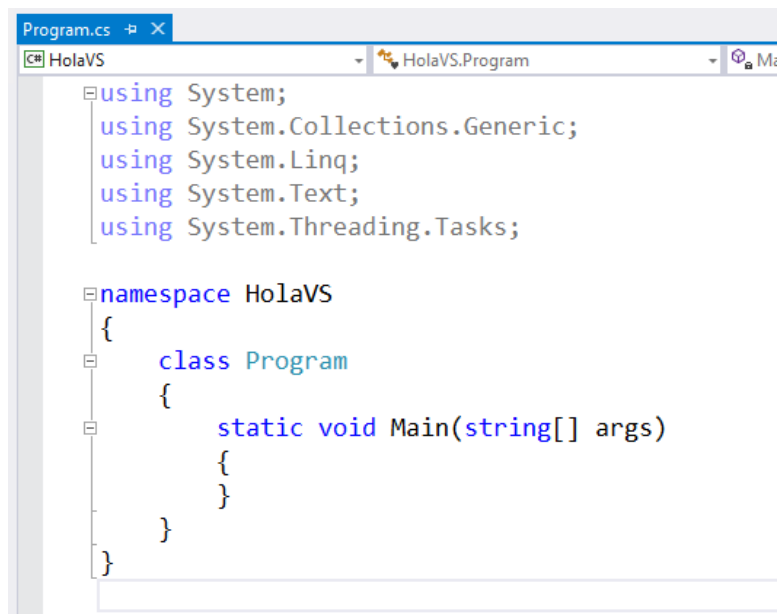 Program.cs
C# HolaVS HolaVS.Program Ma
using System;
using System.Collections.Generic;
using System.Linq;
using System.Text;
using System.Threading.Tasks;
namespace HolaVS
{
class Program
{
static void Main(string[] args)
{
}
}
}